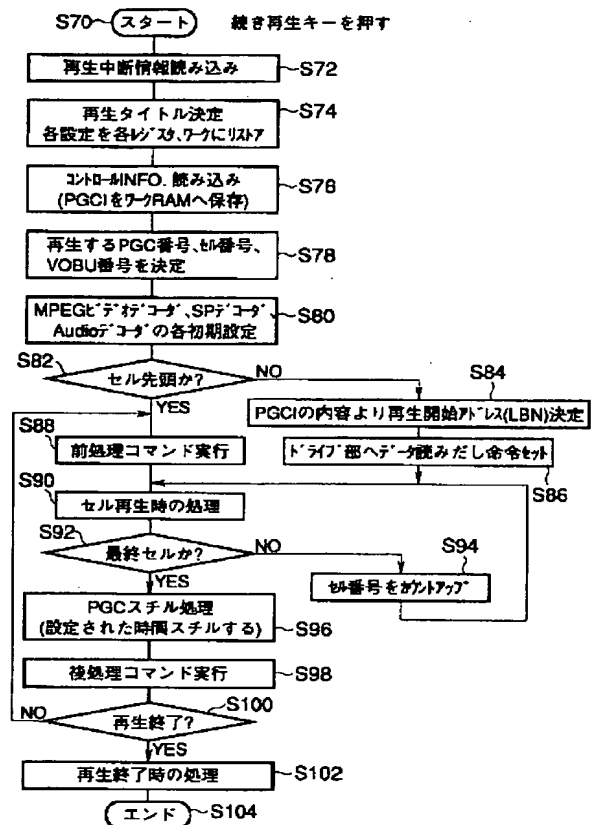 S70 スタート 続き再生キーを押す
再生中断情報読み込み S72
再生タイトル決定 S74
各設定を各レジスタ、ワークにリストア
コントロールINFO. 読み込み S78
(PGCIをワークRAMへ保存)
再生するPGC番号、セル番号、 S78
VOBU番号を決定
MPEGビデオデコーダ、SPデコーダ、 S80
Audioデコーダの各初期設定
S82
セル先頭か?
NO
YES
S84
PGCIの内容より再生開始アドレス(LBN)決定
ドライブ部へデータ読みだし命令セット
S86
S88
前処理コマンド実行
S90
セル再生時の処理
S92
最終セルか?
NO
YES
S94
セル番号をカウントアップ
PGCスチル処理
(設定された時間スチルする) S96
後処理コマンド実行 S98
S100
再生終了?
NO
YES
再生終了時の処理 S102
エンド S104